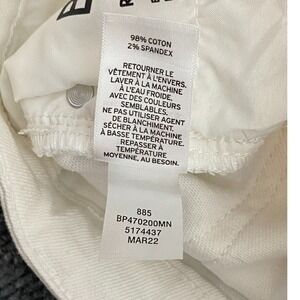 98% COTON
2% SPANDEX
RETOURNER LE
VÊTEMENT À L'ENVERS.
LAVER À LA MACHINE
À L'EAU FROIDE,
AVEC DES COULEURS
SEMBLABLES.
NE PAS UTILISER AGENT
DE BLANCHIMENT.
SÉCHER À LA MACHINE
À BASSE TEMPÉRATURE.
REPASSER À
TEMPÉRATURE
MOYENNE, AU BESOIN.
885
BP470200MN
5174437
MAR22